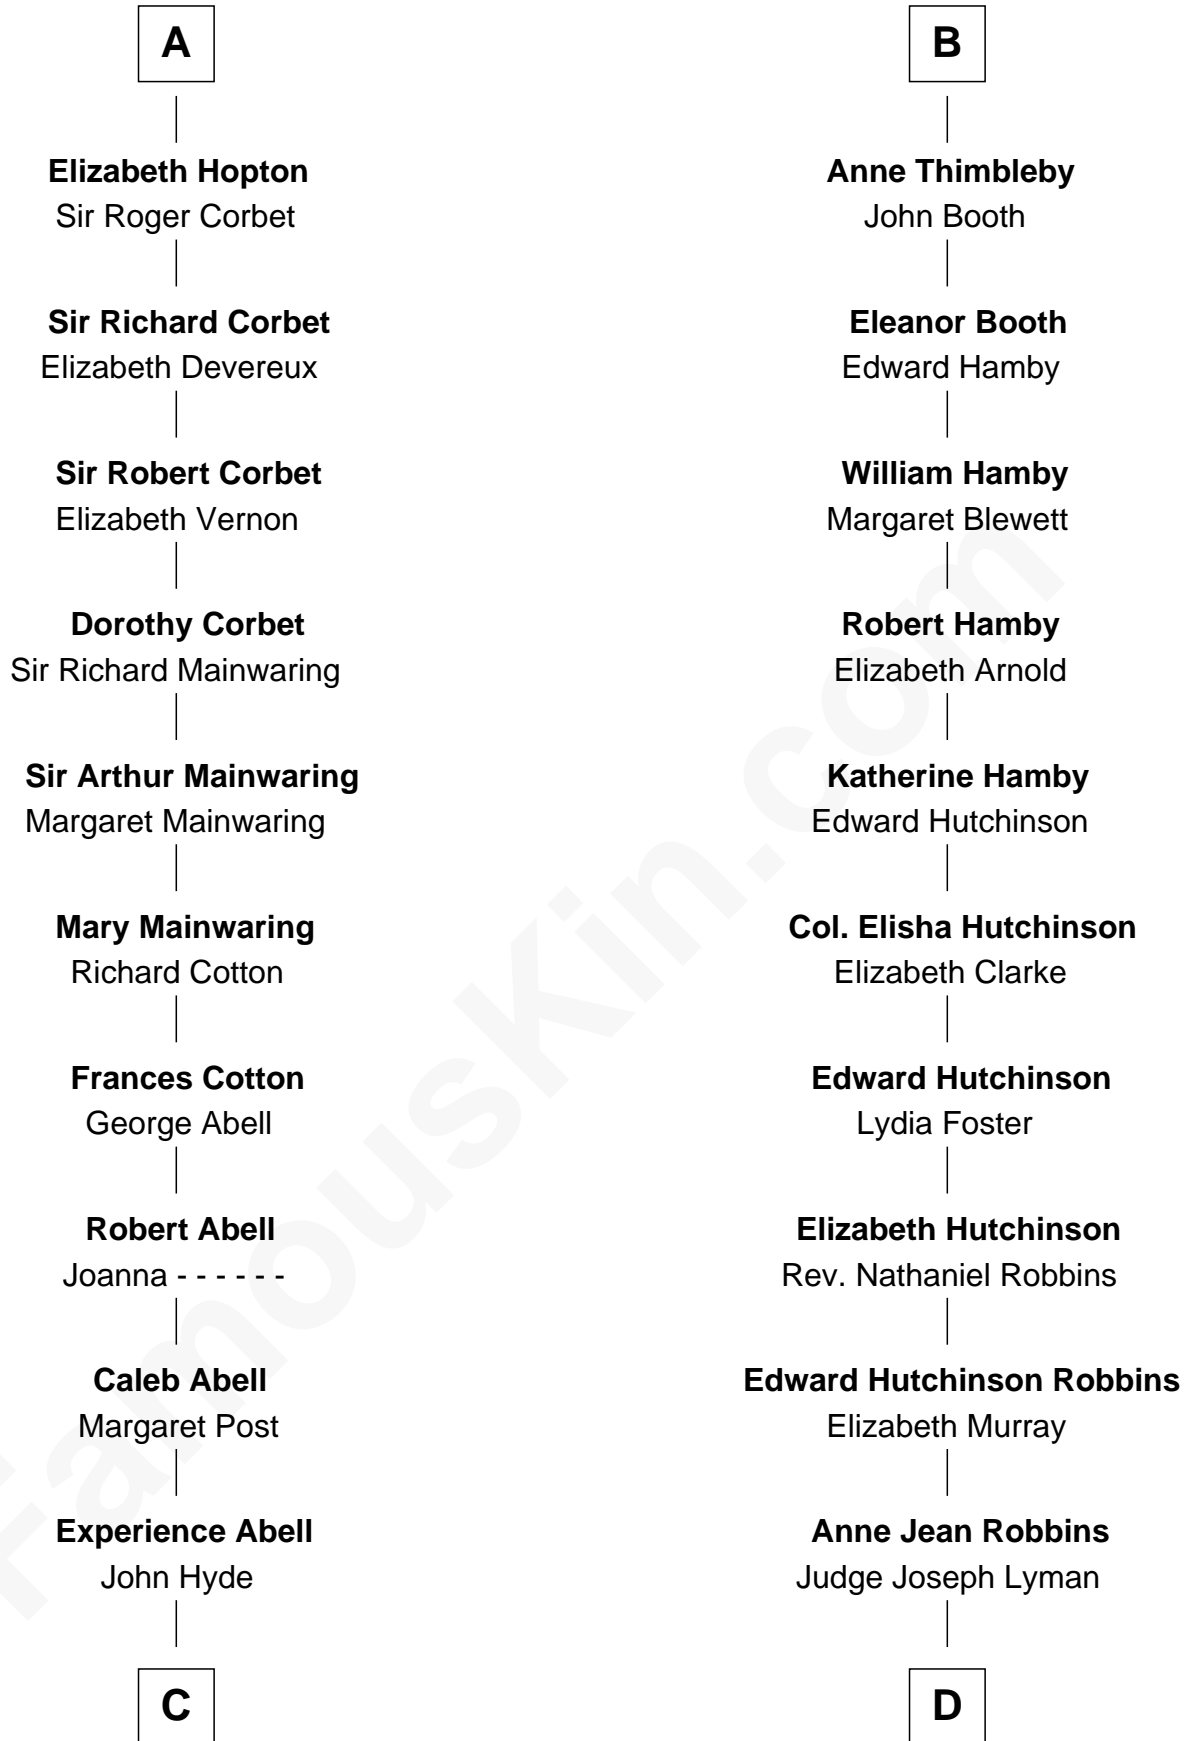 A
Elizabeth Hopton
Sir Roger Corbet
Sir Richard Corbet
Elizabeth Devereux
Sir Robert Corbet
Elizabeth Vernon
Dorothy Corbet
Sir Richard Mainwaring
Sir Arthur Mainwaring
Margaret Mainwaring
Mary Mainwaring
Richard Cotton
Frances Cotton
George Abell
Robert Abell
Joanna - - - - - -
Caleb Abell
Margaret Post
Experience Abell
John Hyde
C
B
Anne Thimbleby
John Booth
Eleanor Booth
Edward Hamby
William Hamby
Margaret Blewett
Robert Hamby
Elizabeth Arnold
Katherine Hamby
Edward Hutchinson
Col. Elisha Hutchinson
Elizabeth Clarke
Edward Hutchinson
Lydia Foster
Elizabeth Hutchinson
Rev. Nathaniel Robbins
Edward Hutchinson Robbins
Elizabeth Murray
Anne Jean Robbins
Judge Joseph Lyman
D
FamousKin.com